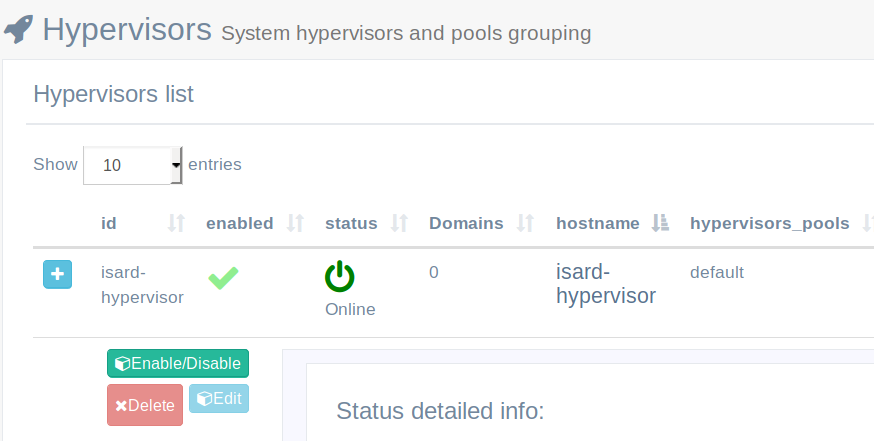 Hypervisors System hypervisors and pools grouping
Hypervisors list
Show 10 entries
id enabled status Domains hostname hypervisors_pools
isard-
hypervisor
Online
0
isard-
hypervisor
default
Enable/Disable
Delete Edit
Status detailed info: